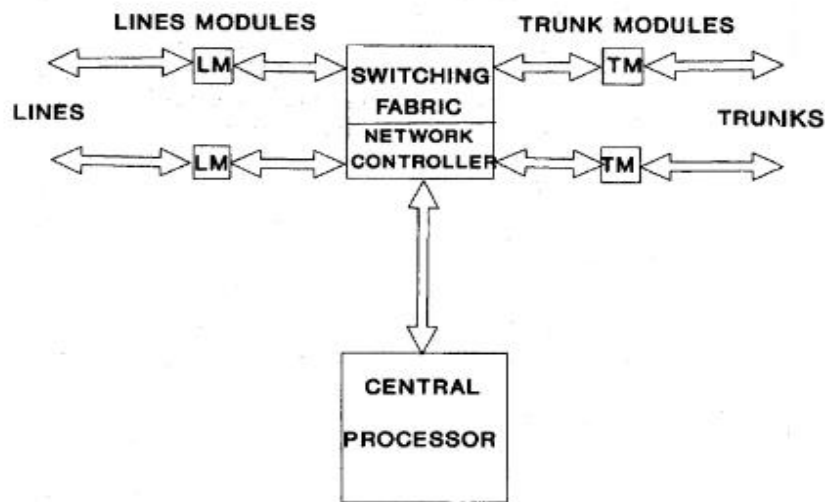 LINES MODULES
TRUNK MODULES
LM
SWITCHING
FABRIC
TM
LINES
TRUNKS
NETWORK
CONTROLLER
LM
TM
CENTRAL
PROCESSOR